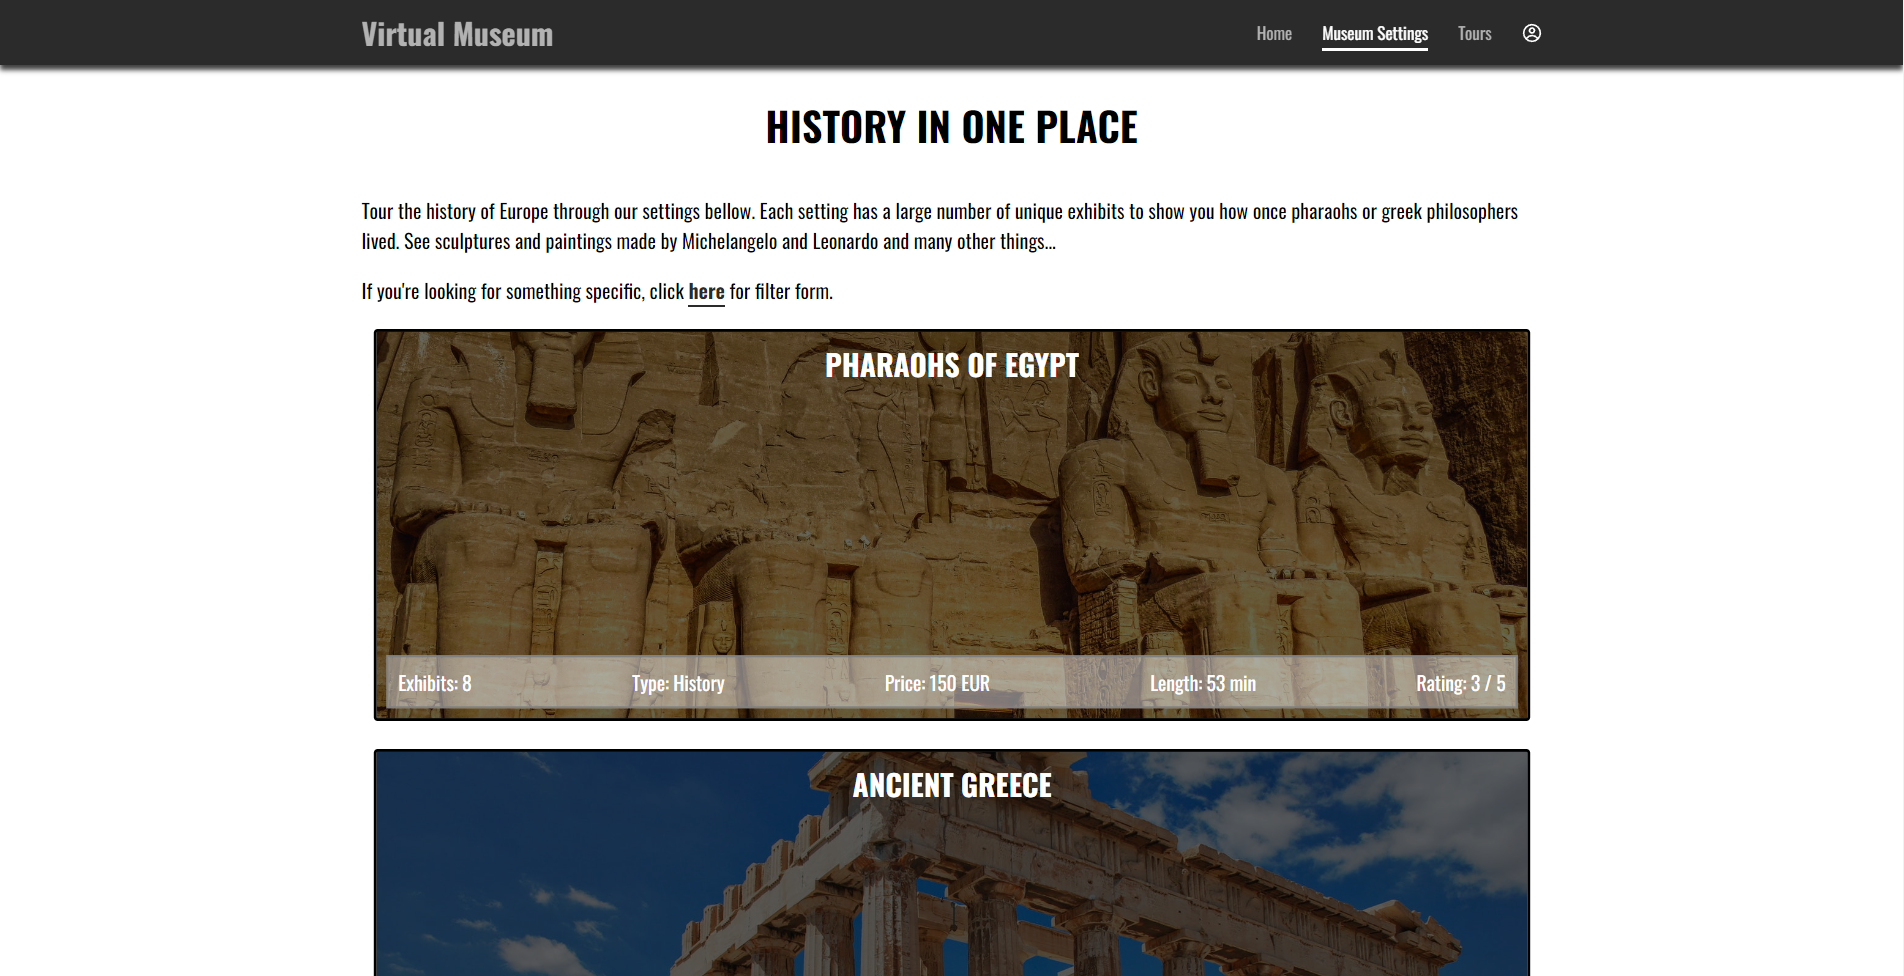 Virtual Museum
Home
Museum Settings
Tours
HISTORY IN ONE PLACE
Tour the history of Europe through our settings bellow. Each setting has a large number of unique exhibits to show you how once pharaohs or greek philosophers
lived. See sculptures and paintings made by Michelangelo and Leonardo and many other things...
If you're looking for something specific, click here for filter form.
PHARAOHS OF EGYPT
Exhibits: 8
Type: History
Price: 150 EUR
Length: 53 min
Rating: 3 / 5
ANCIENT GREECE